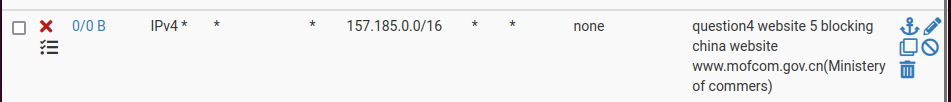 0/0 B IPv4 * * * 157.185.0.0/16 * * none question4 website 5 blocking
china website
www.mofcom.gov.cn(Ministery
of commers)